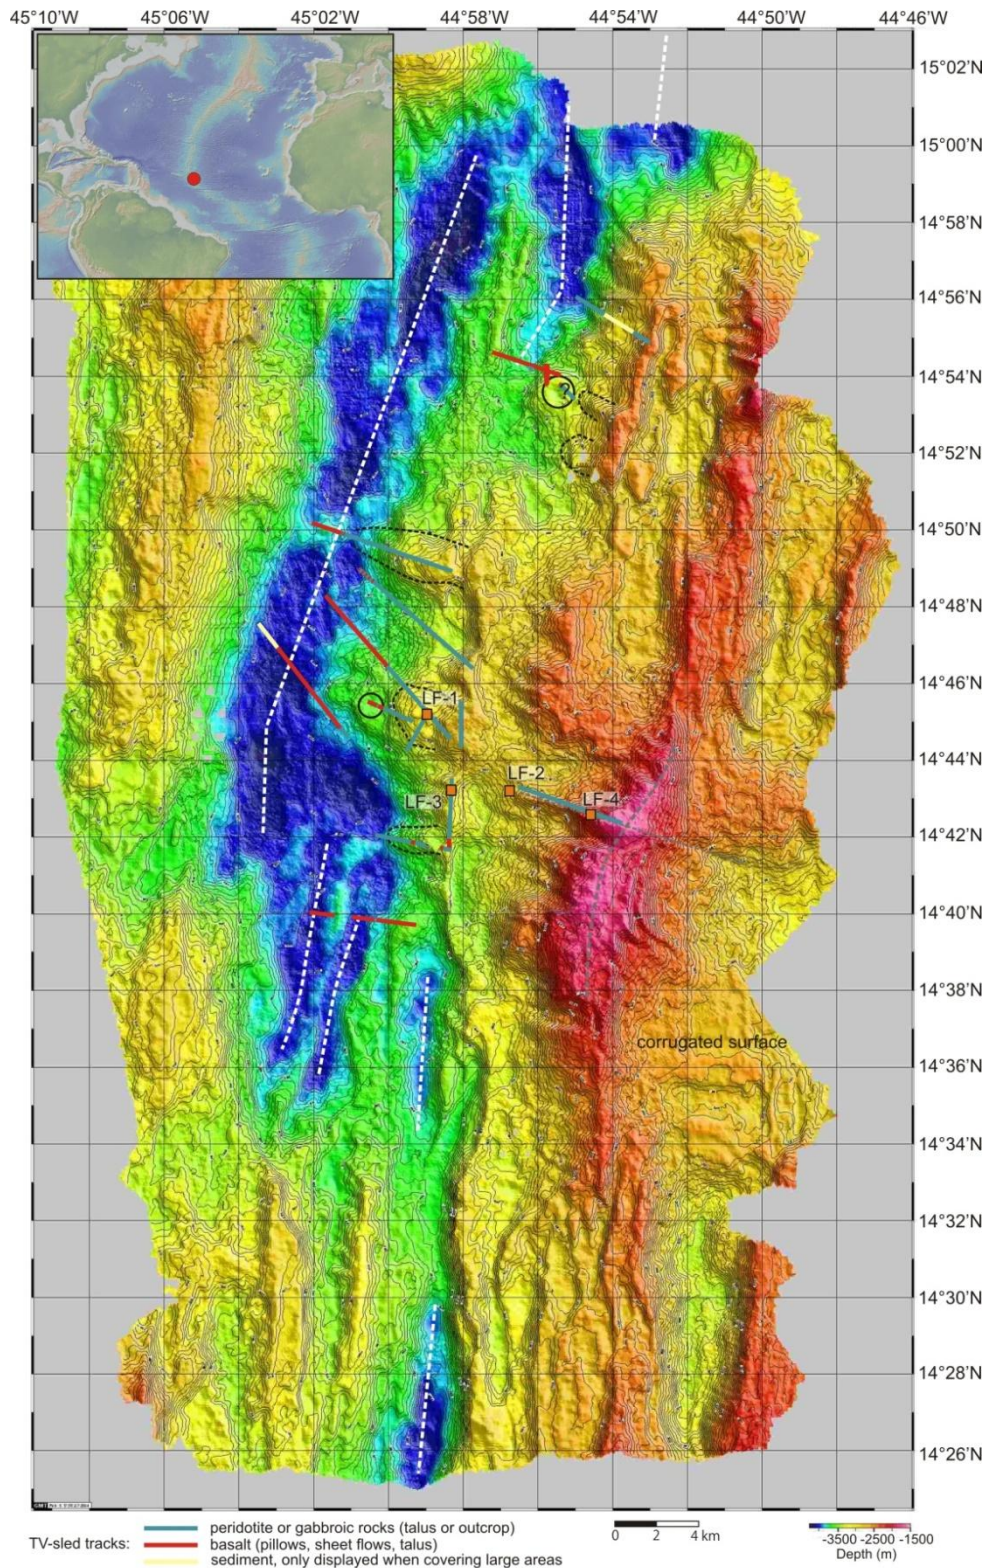 45°10'W 45°06'W 45°02'W 44°58'W 44°54'W 44°50'W 44°46'W
15°02'N
15°00'N
14°58'N
14°56'N
14°54'N
?
14°52'N
14°50'N
14°48'N
14°46'N
LF-1
14°44'N
LF-2
LF-3
LF-4
14°42'N
14°40'N
14°38'N
corrugated surface
14°36'N
14°34'N
14°32'N
14°30'N
14°28'N
14°26'N
TV-sled tracks:
peridotite or gabbroic rocks (talus or outcrop)
basalt (pillows, sheet flows, talus)
sediment, only displayed when covering large areas
0 2 4 km
-3500 -2500 -1500
Depth (m)